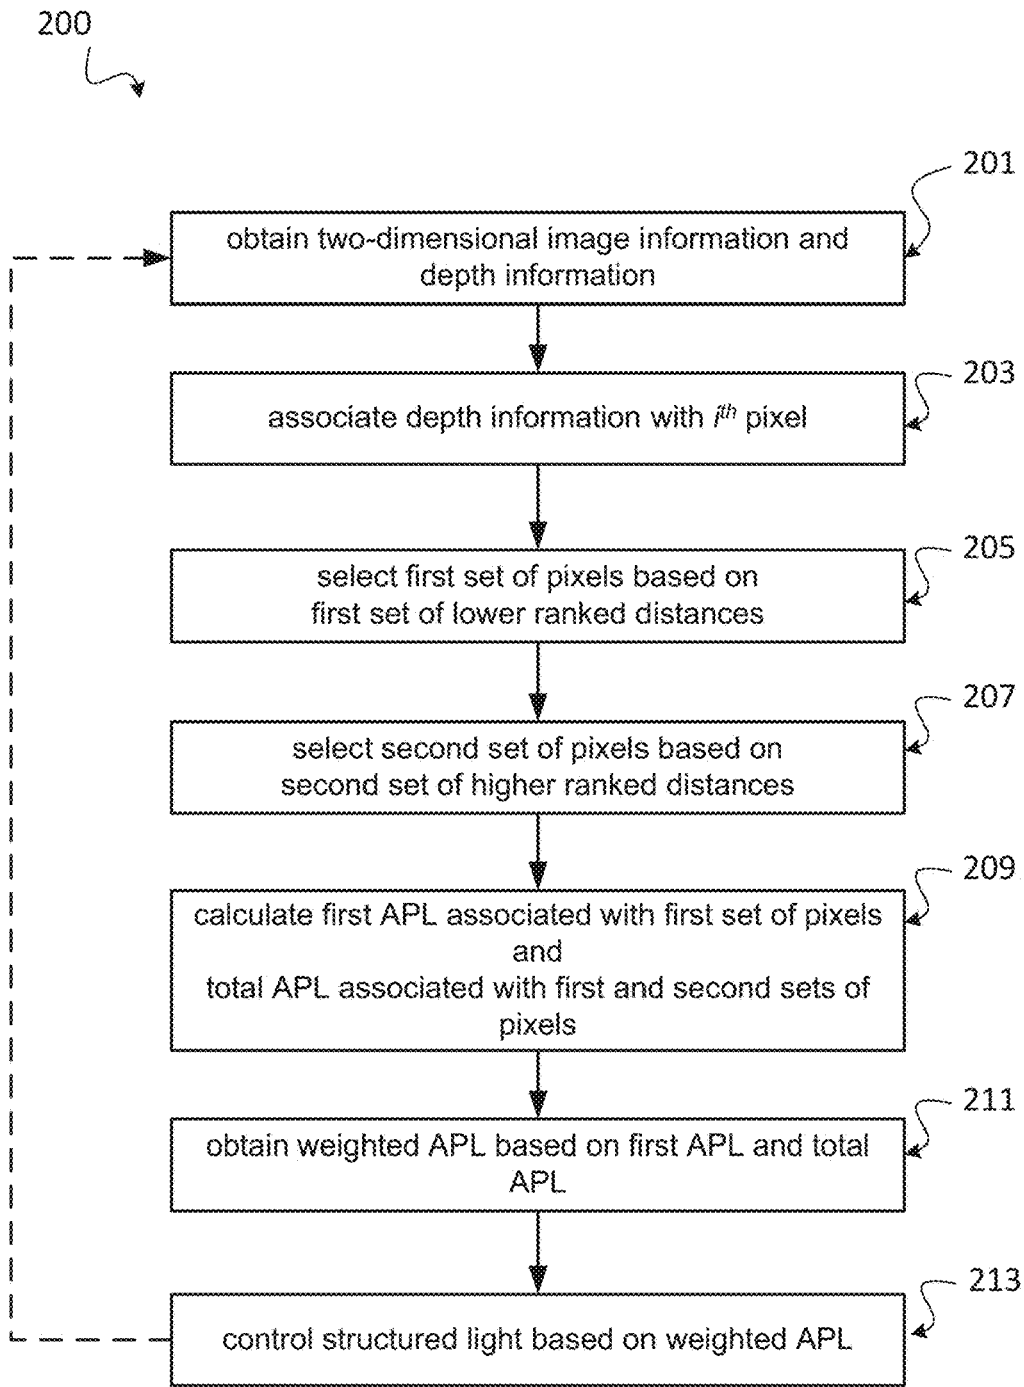 200
201
obtain two-dimensional image information and
depth information
203
associate depth information with iᵗʰ pixel
205
select first set of pixels based on
first set of lower ranked distances
207
select second set of pixels based on
second set of higher ranked distances
209
calculate first APL associated with first set of pixels
and
total APL associated with first and second sets of
pixels
211
obtain weighted APL based on first APL and total
APL
213
control structured light based on weighted APL